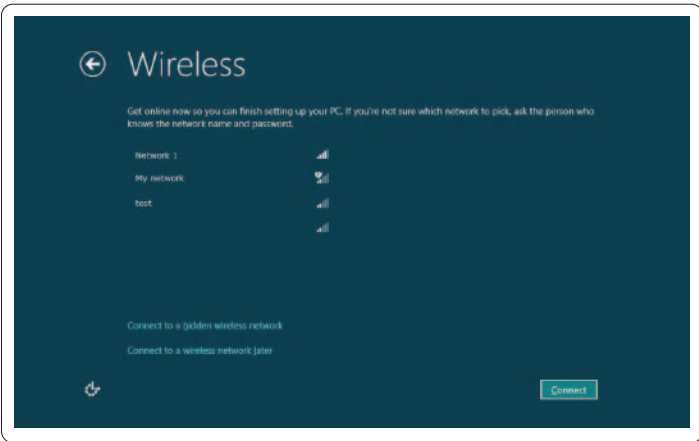 Wireless
Get online now so you can finish setting up your PC. If you're not sure which network to pick, ask the person who
knows the network name and password.
Network 1
My network
test
Connect to a hidden wireless network
Connect to a wireless network later
Connect